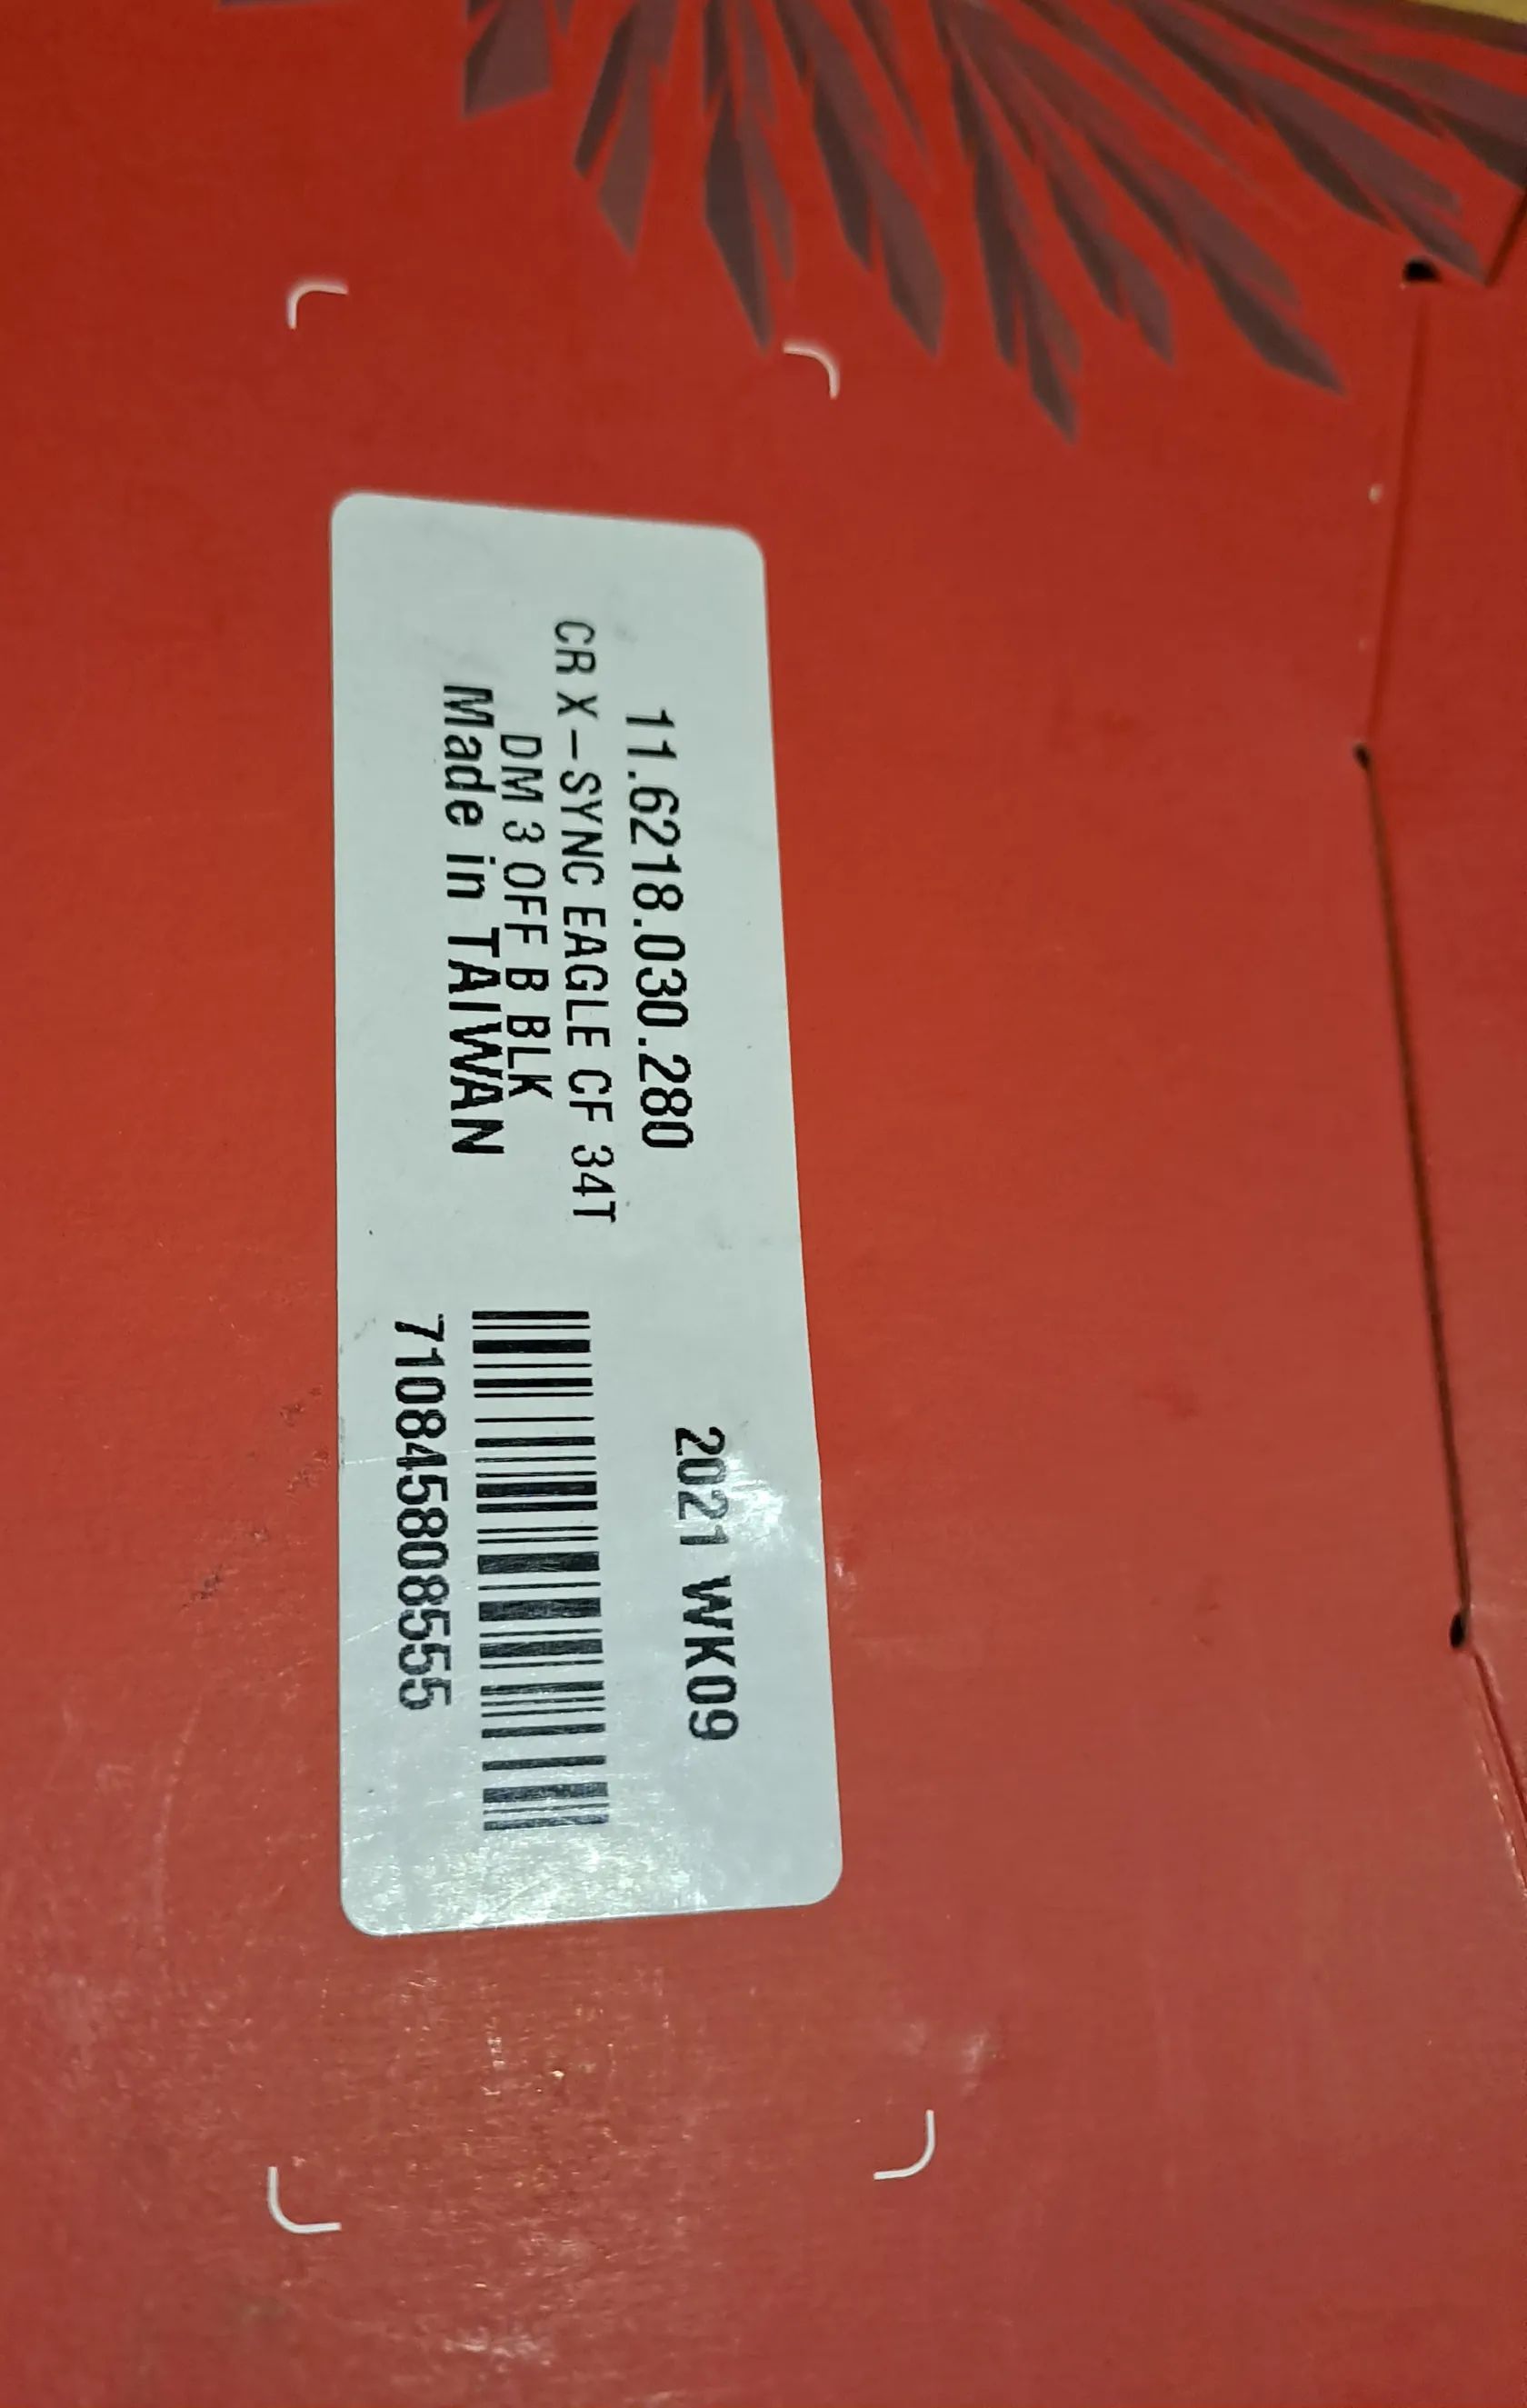 11.6218.030.280
CR X-SYNC EAGLE CF 34T
DM 3 OFF B BLK
Made in TAIWAN
2021 WK09
710845808555